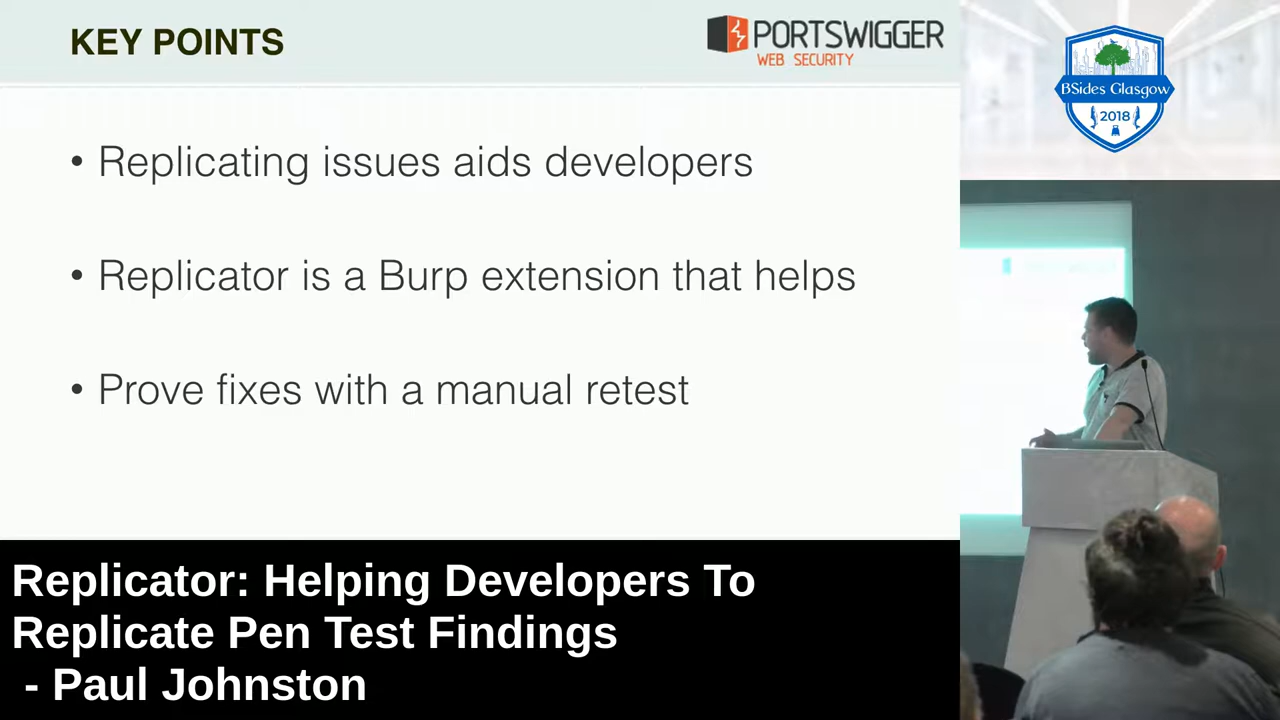 KEY POINTS
PORTSWIGGER
WEB SECURITY
BSides Glasgow
2018
• Replicating issues aids developers
• Replicator is a Burp extension that helps
• Prove fixes with a manual retest
Replicator: Helping Developers To
Replicate Pen Test Findings
- Paul Johnston